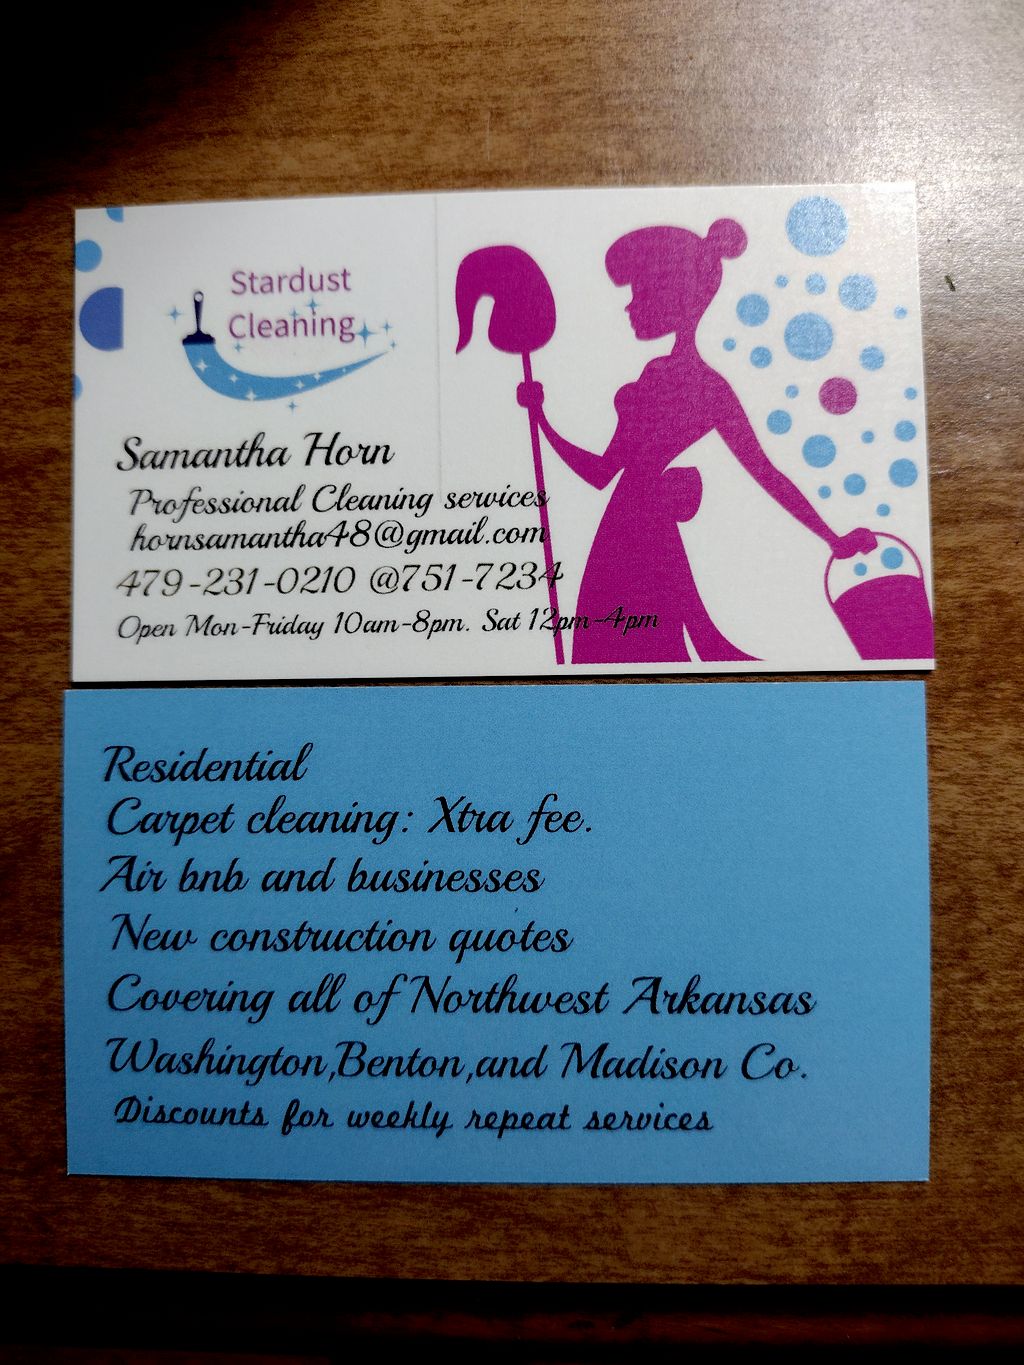 Stardust
Cleaning
Samantha Horn
Professional Cleaning services
hornsamantha48@gmail.com
479-231-0210 @751-7234
Open Mon-Friday 10am-8pm. Sat 12pm-4pm
Residential
Carpet cleaning: Xtra fee.
Air bnb and businesses
New construction quotes
Covering all of Northwest Arkansas
Washington,Benton,and Madison Co.
Discounts for weekly repeat services